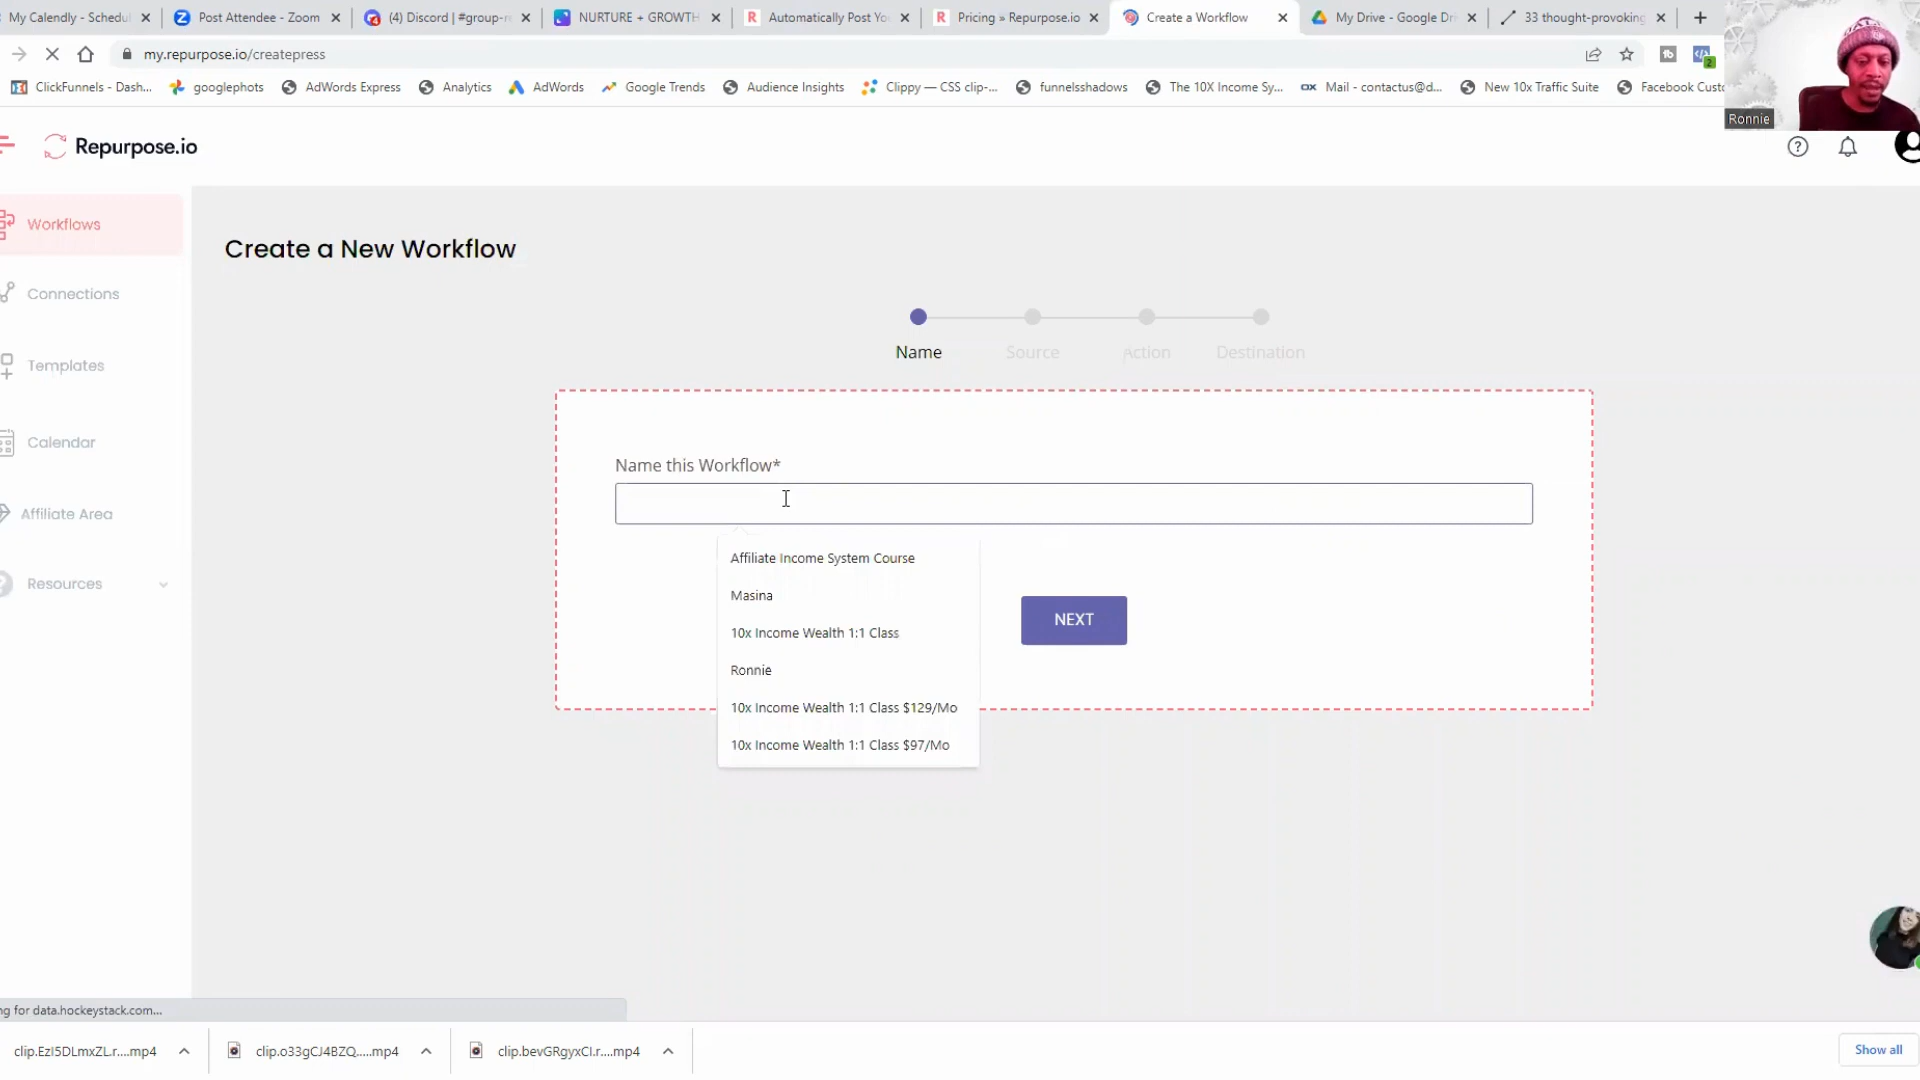 My Calendly - Schedul
Post Attendee - Zoom
(4) Discord | #group-r
NURTURE + GROWTH
Automatically Post Yo
Pricing » Repurpose.io
Create a Workflow
My Drive - Google Dri
33 thought-provoking
my.repurpose.io/createpress
2
ClickFunnels - Dash...
googlephots
AdWords Express
Analytics
AdWords
Google Trends
Audience Insights
Clippy — CSS clip-...
funnelsshadows
The 10X Income Sy...
Mail - contactus@d...
New 10x Traffic Suite
Facebook Custo
Ronnie
Repurpose.io
Workflows
Connections
Templates
Calendar
Affiliate Area
Resources
Create a New Workflow
Name
Source
Action
Destination
Name this Workflow*
Affiliate Income System Course
Masina
10x Income Wealth 1:1 Class
Ronnie
10x Income Wealth 1:1 Class $129/Mo
10x Income Wealth 1:1 Class $97/Mo
NEXT
ng for data.hockeystack.com...
clip.EzI5DLmxZL.r....mp4
clip.o33gCJ4BZQ.....mp4
clip.bevGRgyxCI.r....mp4
Show all